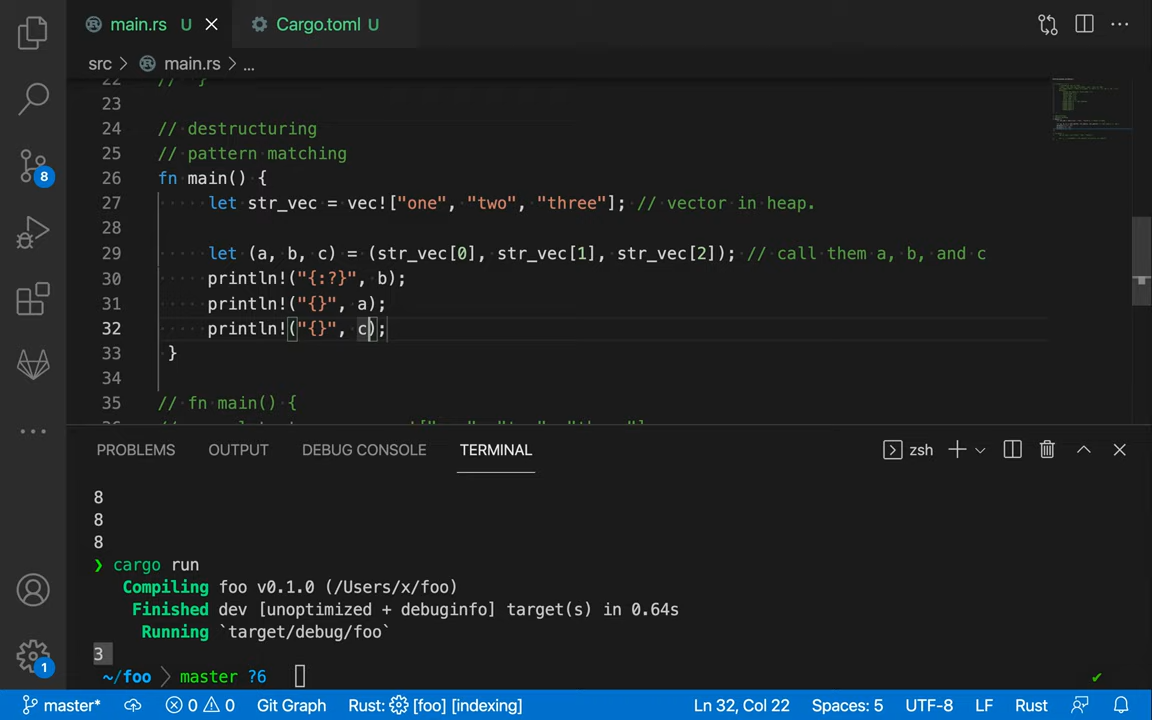 main.rs U
Cargo.toml U
src > main.rs > ...
22 // }
23
24 // destructuring
25 // pattern matching
26 fn main() {
27 let str_vec = vec!["one", "two", "three"]; // vector in heap.
28
29 let (a, b, c) = (str_vec[0], str_vec[1], str_vec[2]); // call them a, b, and c
30 println!("{:?}", b);
31 println!("{}", a);
32 println!("{}", c);
33 }
34
35 // fn main() {
PROBLEMS OUTPUT DEBUG CONSOLE TERMINAL zsh
8
8
8
8
❯ cargo run
Compiling foo v0.1.0 (/Users/x/foo)
Finished dev [unoptimized + debuginfo] target(s) in 0.64s
Running `target/debug/foo`
3
~/foo > master ?6
1
master* 0 0 Git Graph Rust: [foo] [indexing] Ln 32, Col 22 Spaces: 5 UTF-8 LF Rust